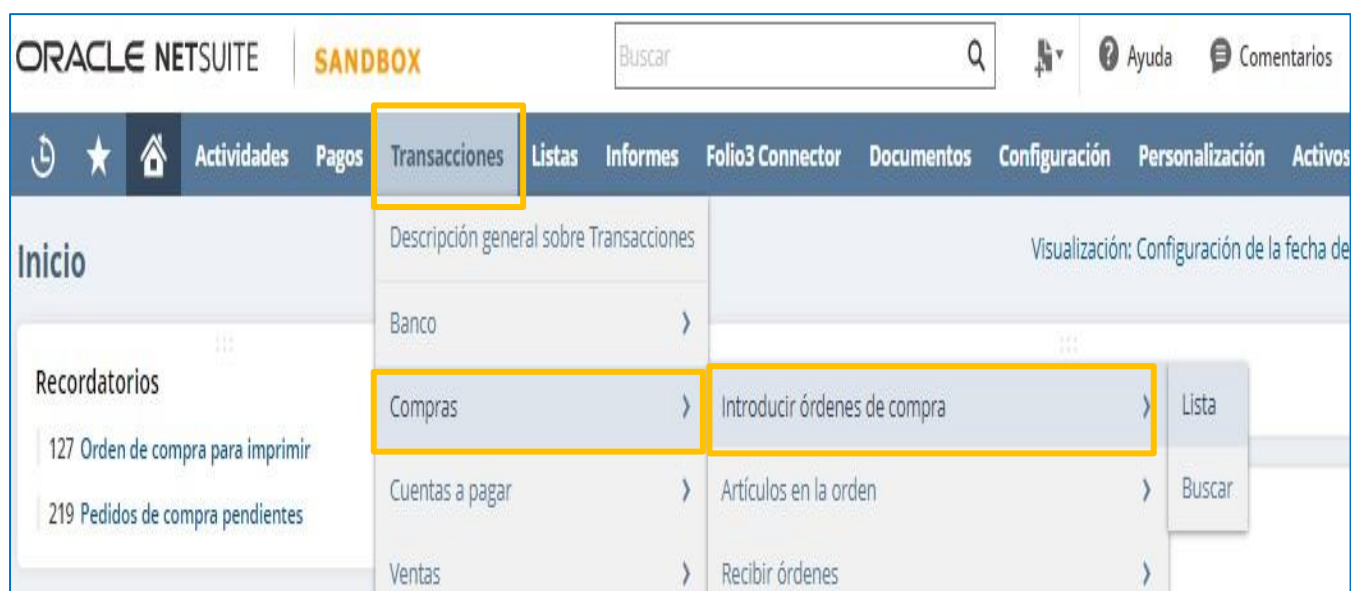 ORACLE NETSUITE SANDBOX Buscar Ayuda Comentarios
Actividades Pagos Transacciones Listas Informes Folio3 Connector Documentos Configuración Personalización Activos
Inicio
Descripción general sobre Transacciones
Visualización: Configuración de la fecha de
Banco
Recordatorios
Compras
Introducir órdenes de compra
Lista
127 Orden de compra para imprimir
Cuentas a pagar
Artículos en la orden
Buscar
219 Pedidos de compra pendientes
Ventas
Recibir órdenes